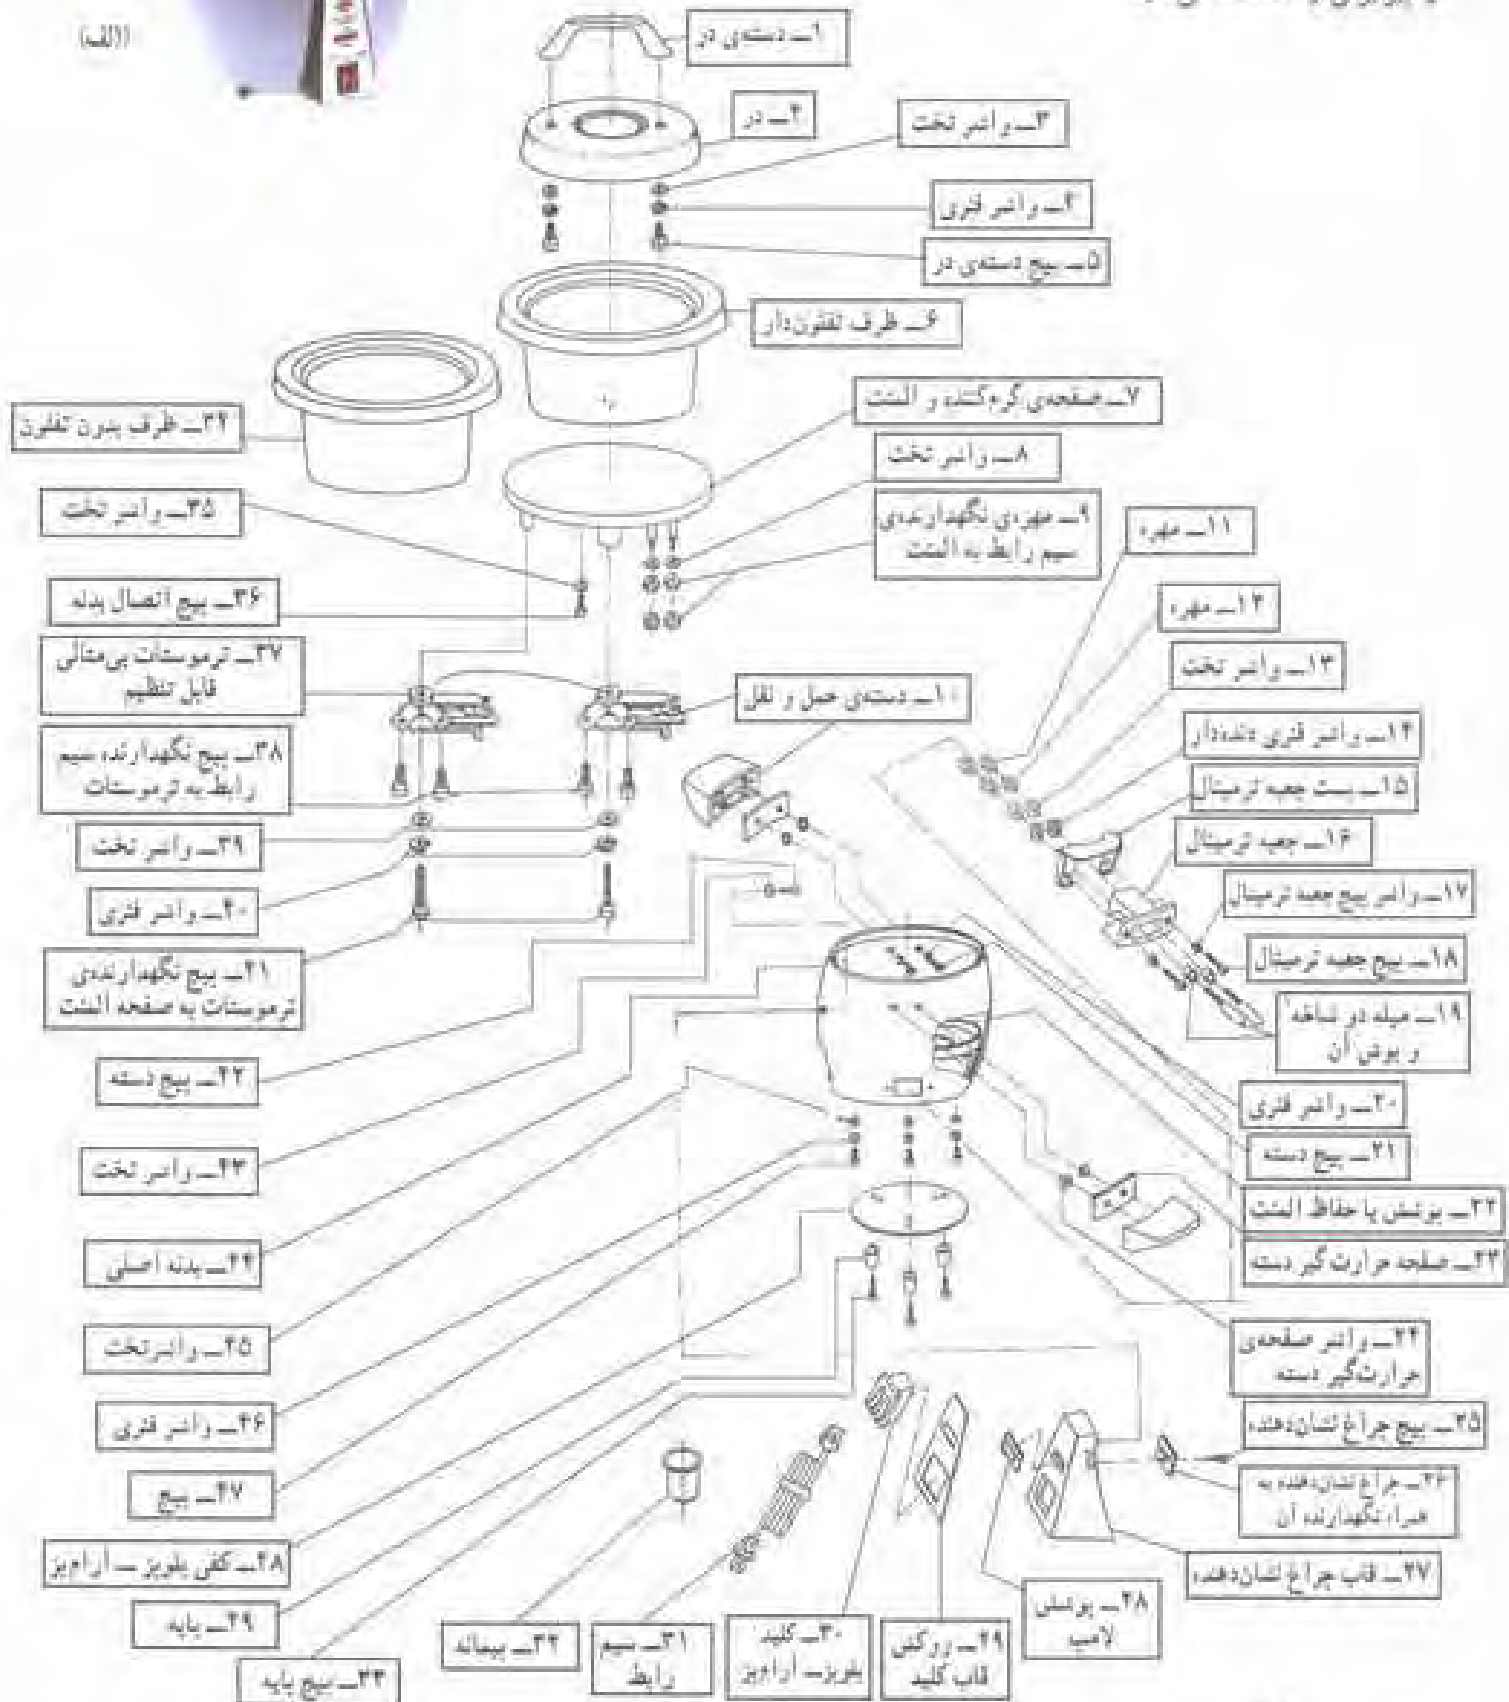 (الف)
۱ـ دسته‌ی در
۲ـ در
۳ـ واشر تخت
۴ـ واشر فنری
۵ـ پیچ دسته‌ی در
۶ـ ظرف تفلون‌دار
۷ـ صفحه‌ی گرم‌کننده و المنت
۸ـ واشر تخت
۹ـ مهره‌ی نگهدارنده‌ی
سیم رابط به المنت
۱۰ـ دسته‌ی حمل و نقل
۱۱ـ مهره
۱۲ـ مهره
۱۳ـ واشر تخت
۱۴ـ واشر فنری دنده‌دار
۱۵ـ بست جعبه ترمینال
۱۶ـ جعبه ترمینال
۱۷ـ واشر پیچ جعبه ترمینال
۱۸ـ پیچ جعبه ترمینال
۱۹ـ میله دو شاخه
و بوش آن
۲۰ـ واشر فنری
۲۱ـ پیچ دسته
۲۲ـ پوشش یا حفاظ المنت
۲۳ـ صفحه حرارت گیر دسته
۲۴ـ واشر صفحه‌ی
حرارت‌گیر دسته
۲۵ـ پیچ چراغ نشان‌دهنده
۲۶ـ چراغ نشان‌دهنده به
همراه نگهدارنده آن
۲۷ـ قاب چراغ نشان‌دهنده
۲۸ـ پوشش
لامپ
۲۹ـ روکش
قاب کلید
۳۰ـ کلید
پلوپز ـ آرام‌پز
۳۱ـ سیم
رابط
۳۲ـ پیمانه
۳۳ـ پیچ پایه
۳۴ـ ظرف بدون تفلون
۳۵ـ واشر تخت
۳۶ـ پیچ اتصال بدنه
۳۷ـ ترموستات بی‌متالی
قابل تنظیم
۳۸ـ پیچ نگهدارنده سیم
رابط به ترموستات
۳۹ـ واشر تخت
۴۰ـ واشر فنری
۴۱ـ پیچ نگهدارنده‌ی
ترموستات به صفحه المنت
۴۲ـ پیچ دسته
۴۳ـ واشر تخت
۴۴ـ بدنه اصلی
۴۵ـ واشرتخت
۴۶ـ واشر فنری
۴۷ـ پیچ
۴۸ـ کفی پلوپز ـ آرام‌پز
۴۹ـ پایه